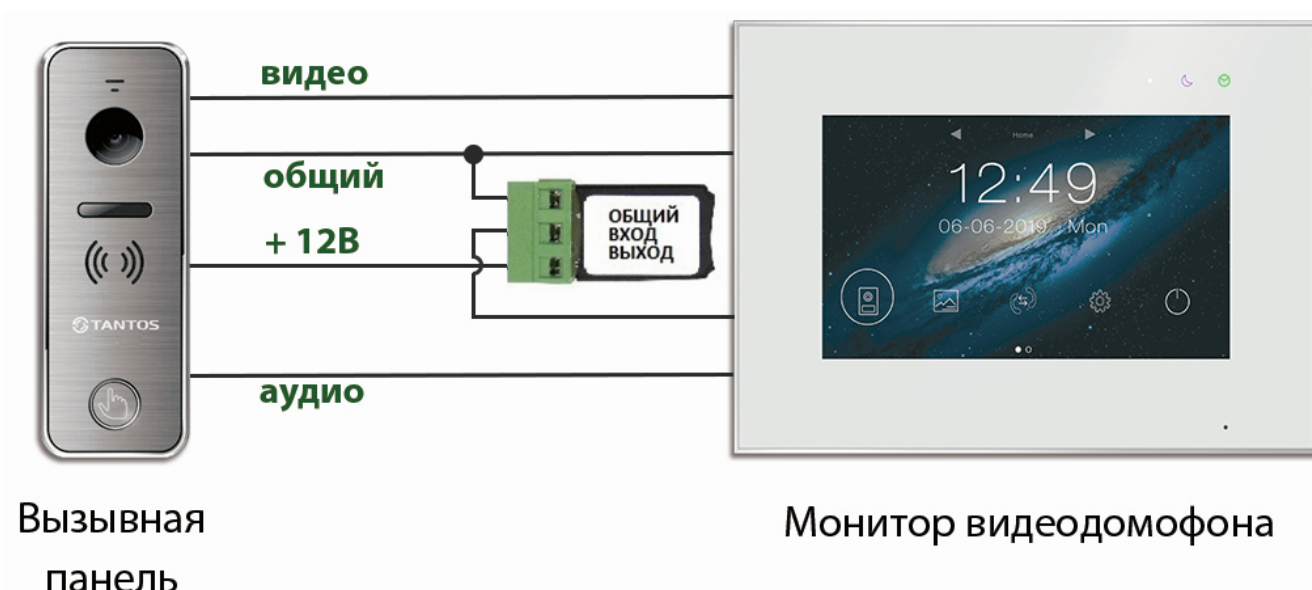 видео
общий
+ 12В
аудио
ОБЩИЙ
ВХОД
ВЫХОД
TANTOS
Home
12:49
06-06-2019 Mon
Вызывная
панель
Монитор видеодомофона